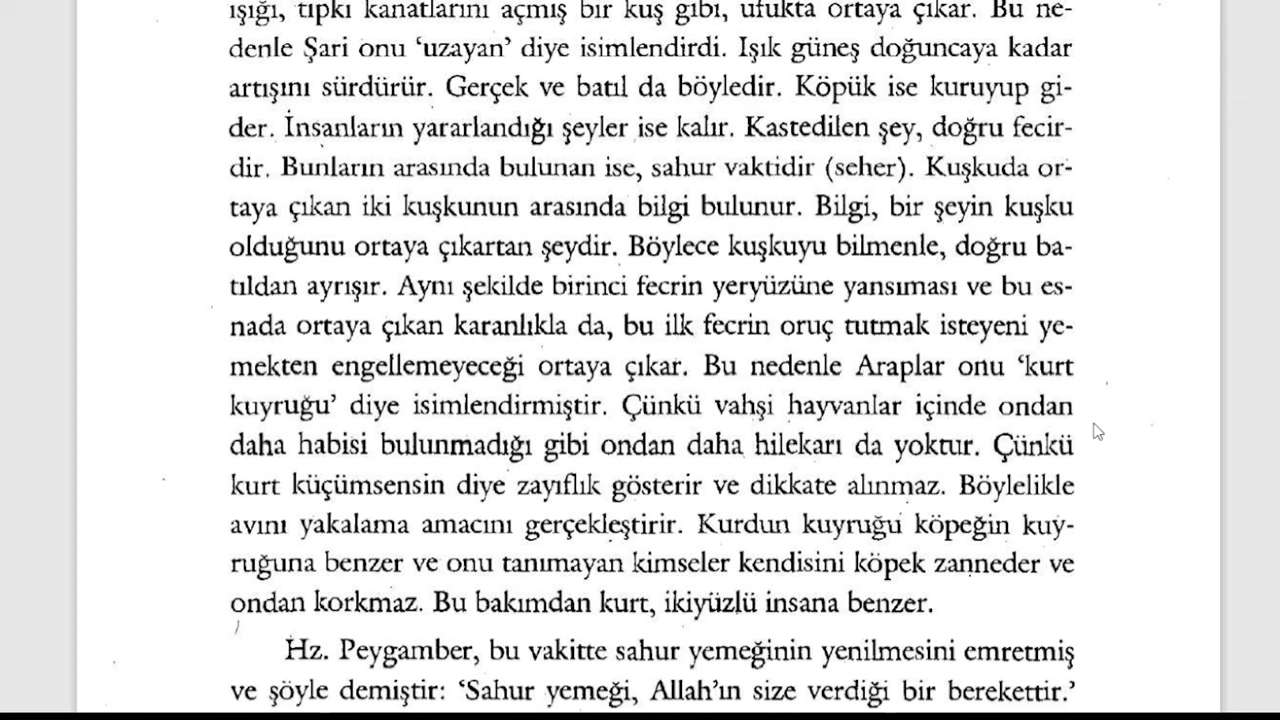 ışığı, tıpkı kanatlarını açmış bir kuş gibi, ufukta ortaya çıkar. Bu ne-
denle Şari onu ‘uzayan’ diye isimlendirdi. Işık güneş doğuncaya kadar
artışını sürdürür. Gerçek ve batıl da böyledir. Köpük ise kuruyup gi-
der. İnsanların yararlandığı şeyler ise kalır. Kastedilen şey, doğru fecir-
dir. Bunların arasında bulunan ise, sahur vaktidir (seher). Kuşkuda or-
taya çıkan iki kuşkunun arasında bilgi bulunur. Bilgi, bir şeyin kuşku
olduğunu ortaya çıkartan şeydir. Böylece kuşkuyu bilmenle, doğru ba-
tıldan ayrışır. Aynı şekilde birinci fecrin yeryüzüne yansıması ve bu es-
nada ortaya çıkan karanlıkla da, bu ilk fecrin oruç tutmak isteyeni ye-
mekten engellemeyeceği ortaya çıkar. Bu nedenle Araplar onu ‘kurt
kuyruğu’ diye isimlendirmiştir. Çünkü vahşi hayvanlar içinde ondan
daha habisi bulunmadığı gibi ondan daha hilekarı da yoktur. Çünkü
kurt küçümsensin diye zayıflık gösterir ve dikkate alınmaz. Böylelikle
avını yakalama amacını gerçekleştirir. Kurdun kuyruğu köpeğin kuy-
ruğuna benzer ve onu tanımayan kimseler kendisini köpek zanneder ve
ondan korkmaz. Bu bakımdan kurt, ikiyüzlü insana benzer.
Hz. Peygamber, bu vakitte sahur yemeğinin yenilmesini emretmiş
ve şöyle demiştir: ‘Sahur yemeği, Allah’ın size verdiği bir berekettir.’